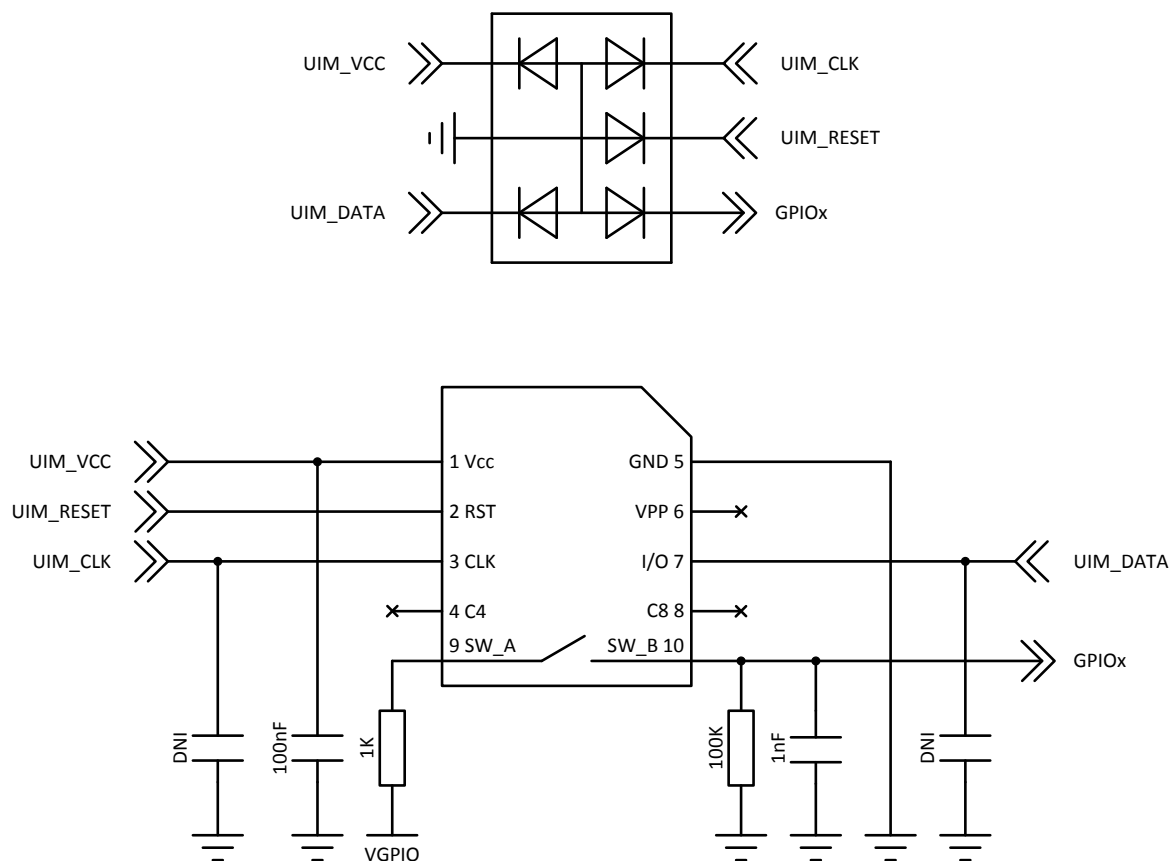 UIM_VCC
UIM_CLK
UIM_RESET
UIM_DATA
GPIOx
UIM_VCC
1 Vcc
GND 5
UIM_RESET
2 RST
VPP 6
UIM_CLK
3 CLK
I/O 7
UIM_DATA
4 C4
C8 8
9 SW_A
SW_B 10
GPIOx
DNI
100nF
1K
100K
1nF
DNI
VGPIO